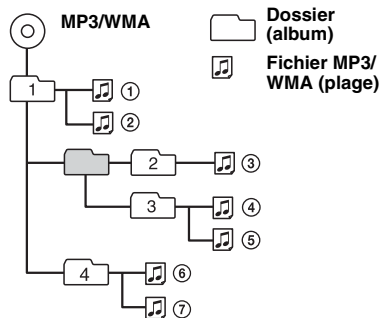 MP3/WMA
Dossier
(album)
Fichier MP3/
WMA (plage)
1
①
②
2
③
3
④
⑤
4
⑥
⑦